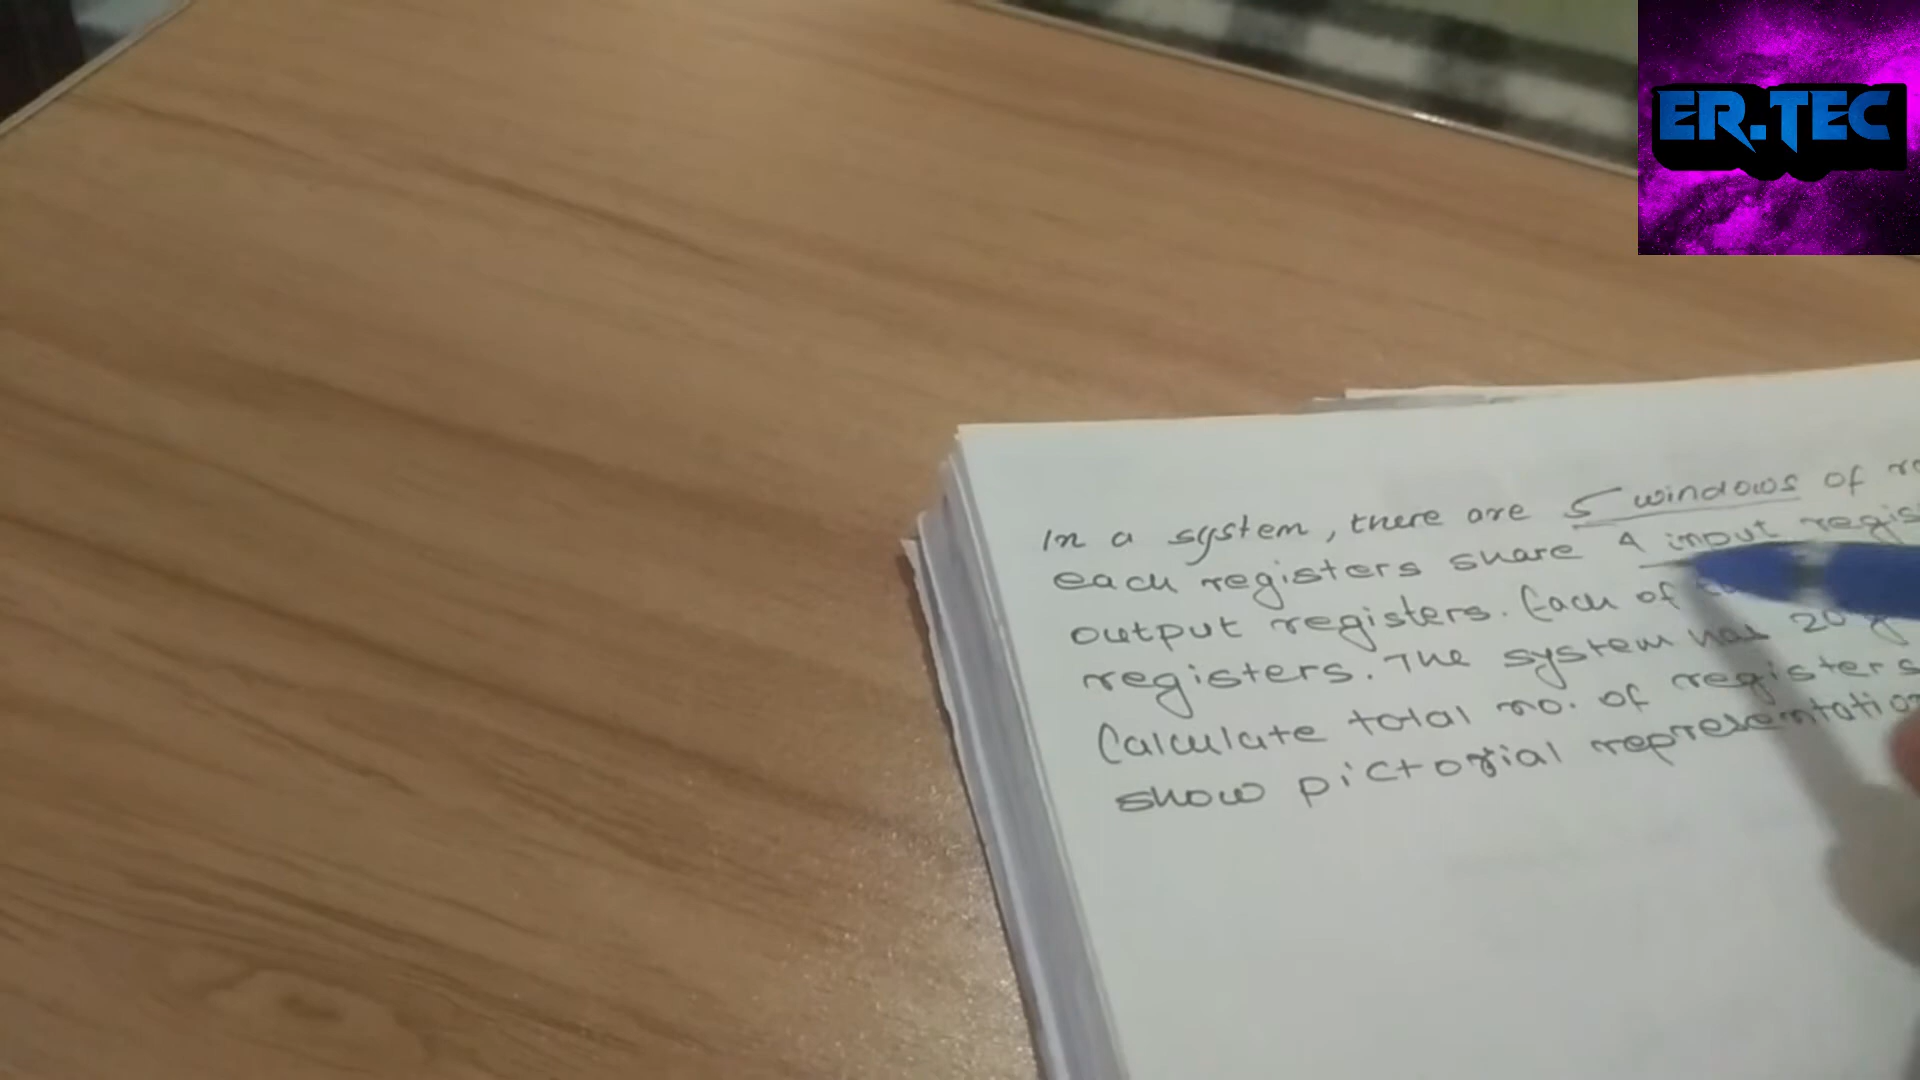 ER.TEC
In a system, there are 5 windows of
each registers share 4 input
output registers. Each of
registers. The system has 20
Calculate total no. of registers
show pictorial representation